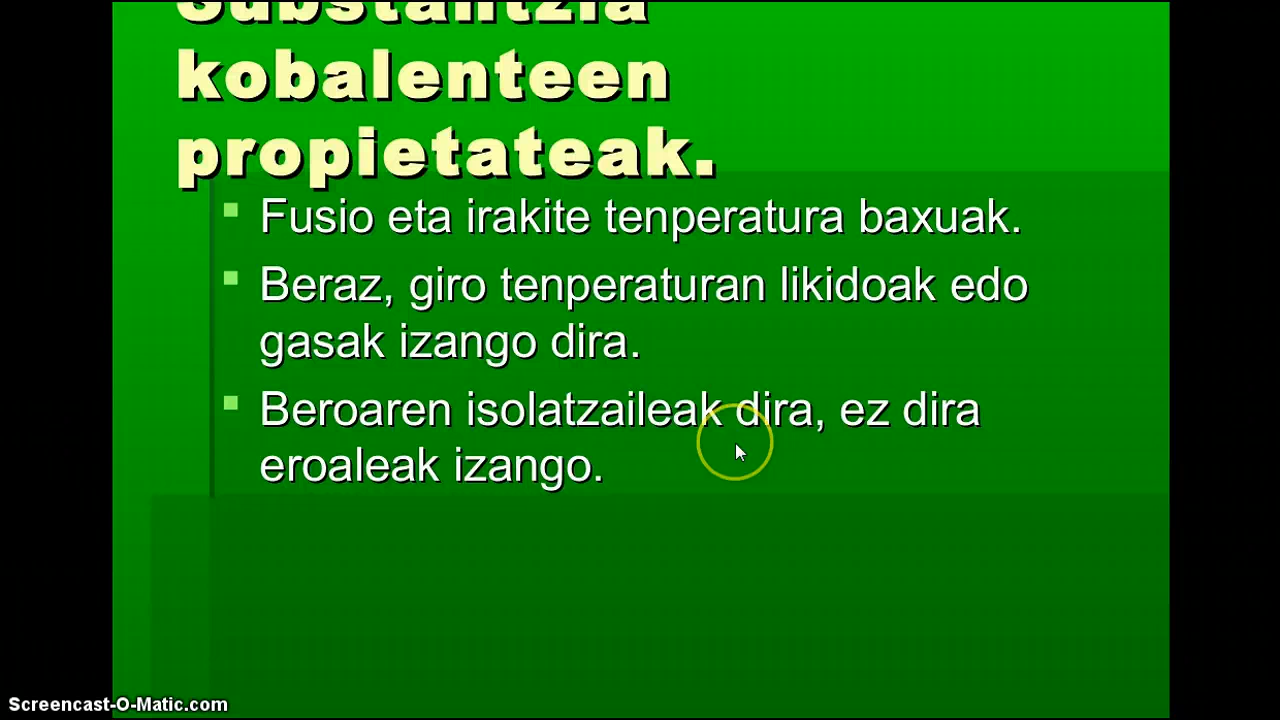 Substantzia
kobalenteen
propietateak.
Fusio eta irakite tenperatura baxuak.
Beraz, giro tenperaturan likidoak edo
gasak izango dira.
Beroaren isolatzaileak dira, ez dira
eroaleak izango.
Screencast-O-Matic.com